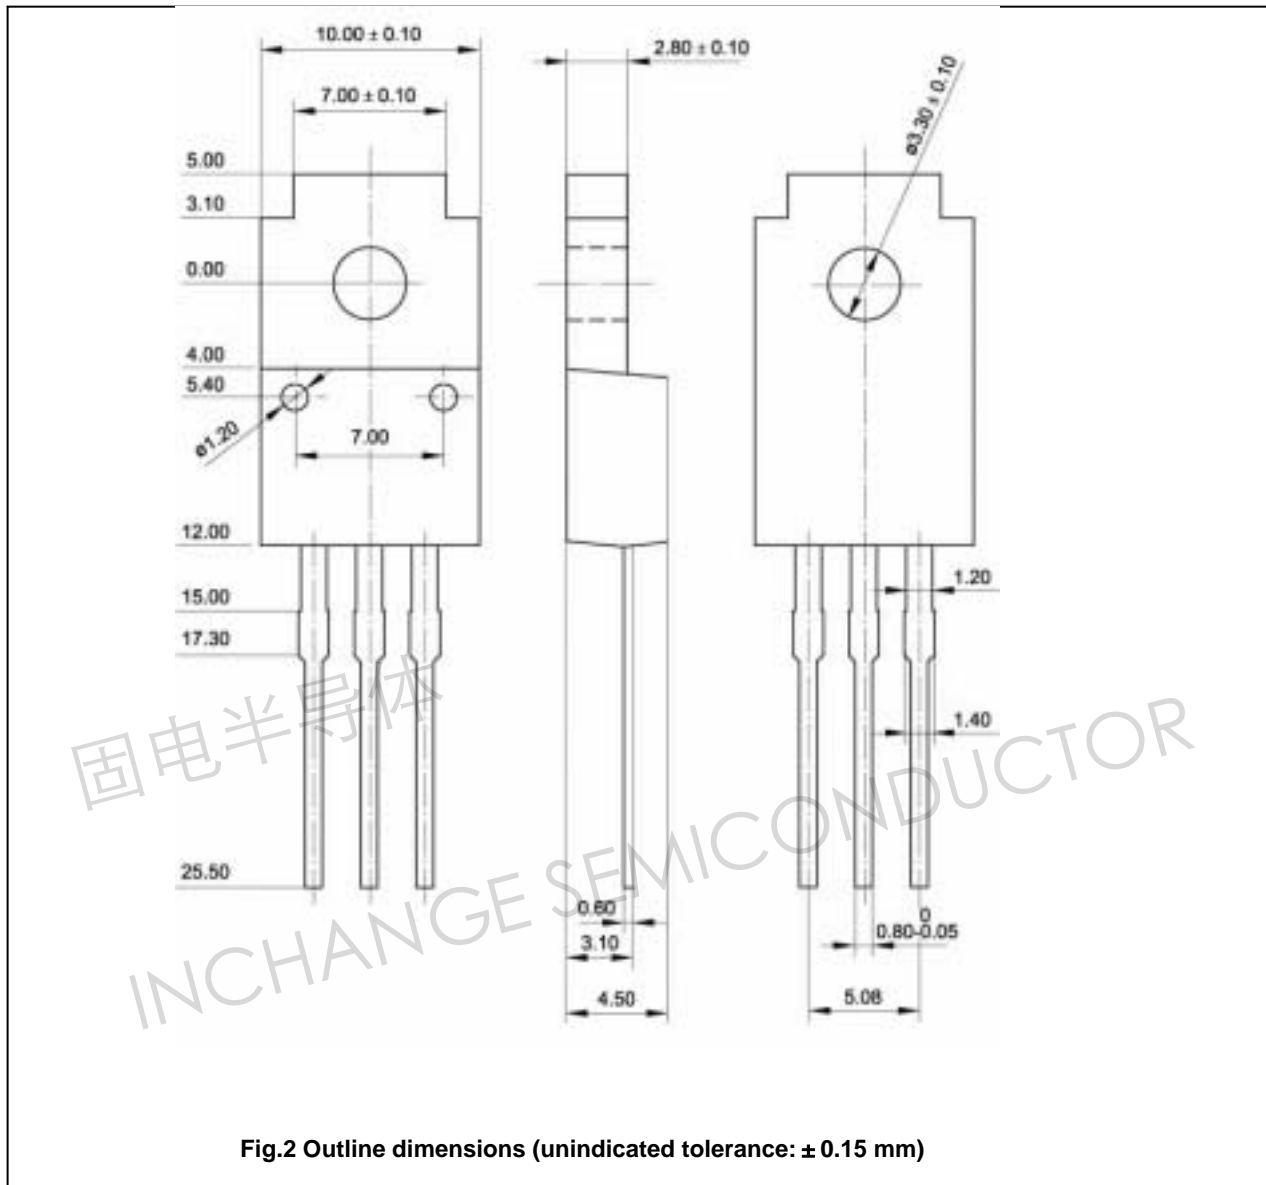 10.00 ± 0.10
2.80 ± 0.10
ø3.30 ± 0.10
7.00 ± 0.10
5.00
3.10
0.00
4.00
5.40
ø1.20
7.00
12.00
1.20
15.00
17.30
1.40
25.50
0.60
0
0.80-0.05
3.10
4.50
5.08
固电半导体
INCHANGE SEMICONDUCTOR
Fig.2 Outline dimensions (unindicated tolerance: ± 0.15 mm)